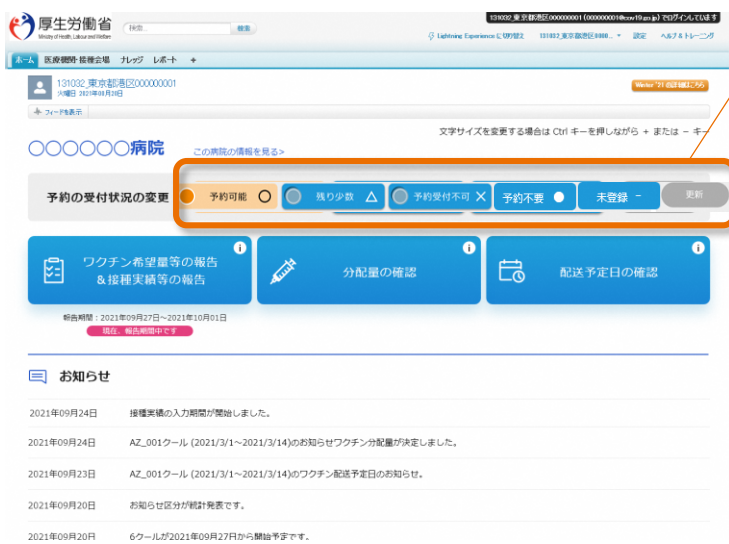 131032_東京都港区000000001 (000000001@cov19.go.jp) でログインしています
厚生労働省
Ministry of Health, Labour and Welfare
検索...
検索
Lightning Experience に切り替え
131032_東京都港区0000...
設定
ヘルプ & トレーニング
ホーム 医療機関・接種会場 ナレッジ レポート +
131032_東京都港区000000001
火曜日 2021年9月28日
Winter '21 の詳細はこちら
フィードを表示
文字サイズを変更する場合は Ctrl キーを押しながら + または − キー
○○○○○○病院
この病院の情報を見る>
予約の受付状況の変更
予約可能 ○
残り少数 △
予約受付不可 ×
予約不要 ●
未登録 -
更新
ワクチン希望量等の報告
&接種実績等の報告
分配量の確認
配送予定日の確認
報告期間:2021年09月27日~2021年10月01日
現在、報告期間中です
お知らせ
2021年09月24日 接種実績の入力期間が開始しました。
2021年09月24日 AZ_001クール (2021/3/1~2021/3/14)のお知らせワクチン分配量が決定しました。
2021年09月23日 AZ_001クール (2021/3/1~2021/3/14)のワクチン配送予定日のお知らせ。
2021年09月20日 お知らせ区分が統計発表です。
2021年09月20日 6クールが2021年09月27日から開始予定です。